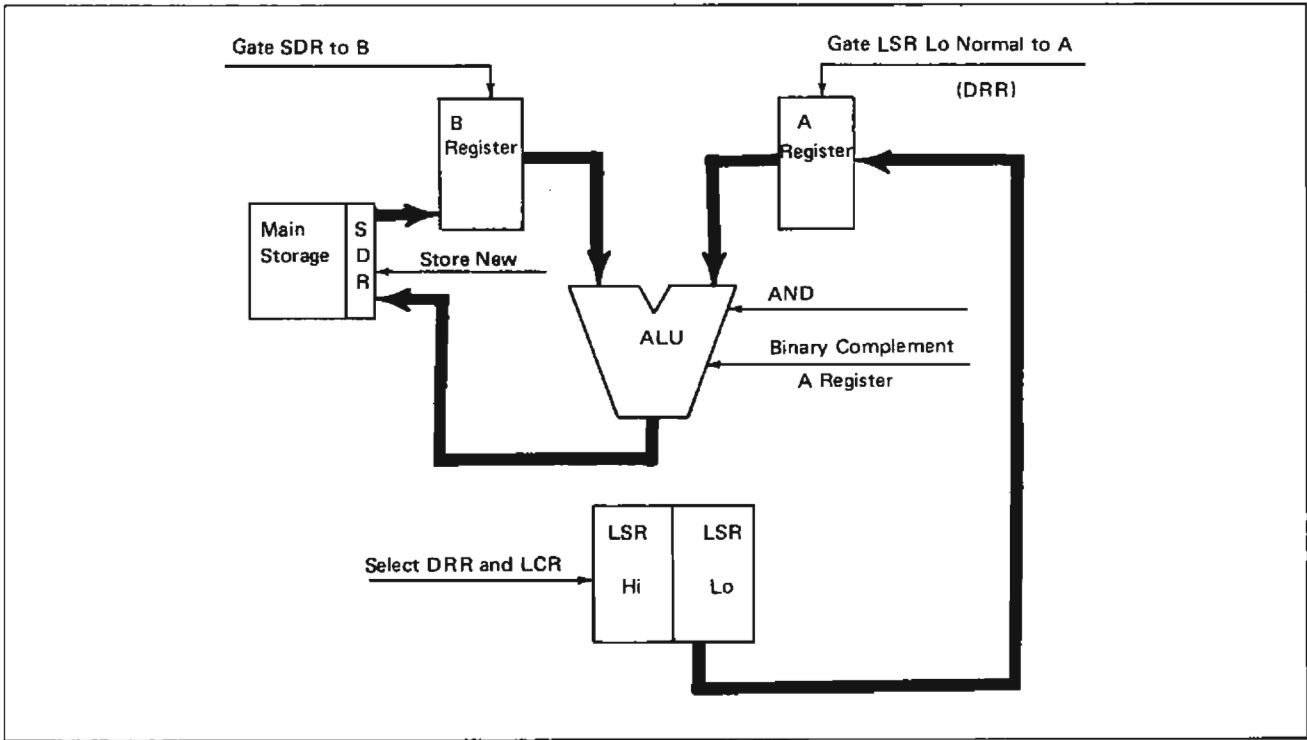 Gate SDR to B
Gate LSR Lo Normal to A
(DRR)
B
Register
A
Register
Main
Storage
S
D
R
Store New
ALU
AND
Binary Complement
A Register
Select DRR and LCR
LSR
Hi
LSR
Lo